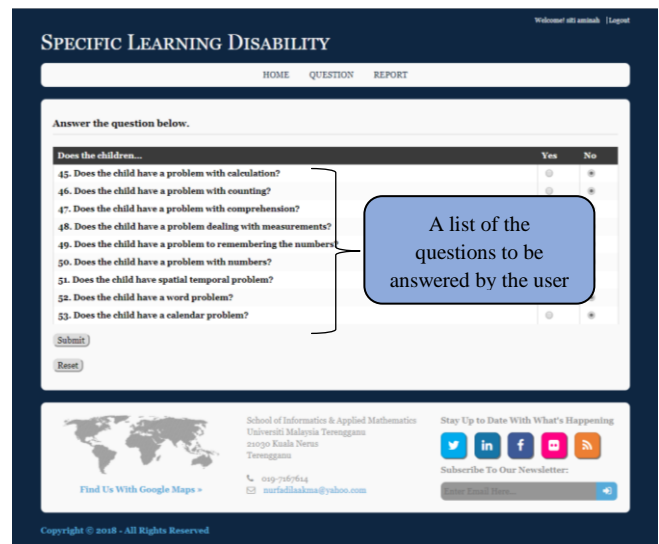 Welcome! siti aminah | Logout
SPECIFIC LEARNING DISABILITY
HOME QUESTION REPORT
Answer the question below.
Does the children... Yes No
45. Does the child have a problem with calculation?
46. Does the child have a problem with counting?
47. Does the child have a problem with comprehension?
48. Does the child have a problem dealing with measurements?
49. Does the child have a problem to remembering the numbers?
50. Does the child have a problem with numbers?
51. Does the child have spatial temporal problem?
52. Does the child have a word problem?
53. Does the child have a calendar problem?
A list of the
questions to be
answered by the user
Submit
Reset
Find Us With Google Maps »
School of Informatics & Applied Mathematics
Universiti Malaysia Terengganu
21030 Kuala Nerus
Terengganu
019-7167614
nurfadilaakma@yahoo.com
Stay Up to Date With What's Happening
in f
Subscribe To Our Newsletter:
Enter Email Here...
Copyright © 2018 - All Rights Reserved